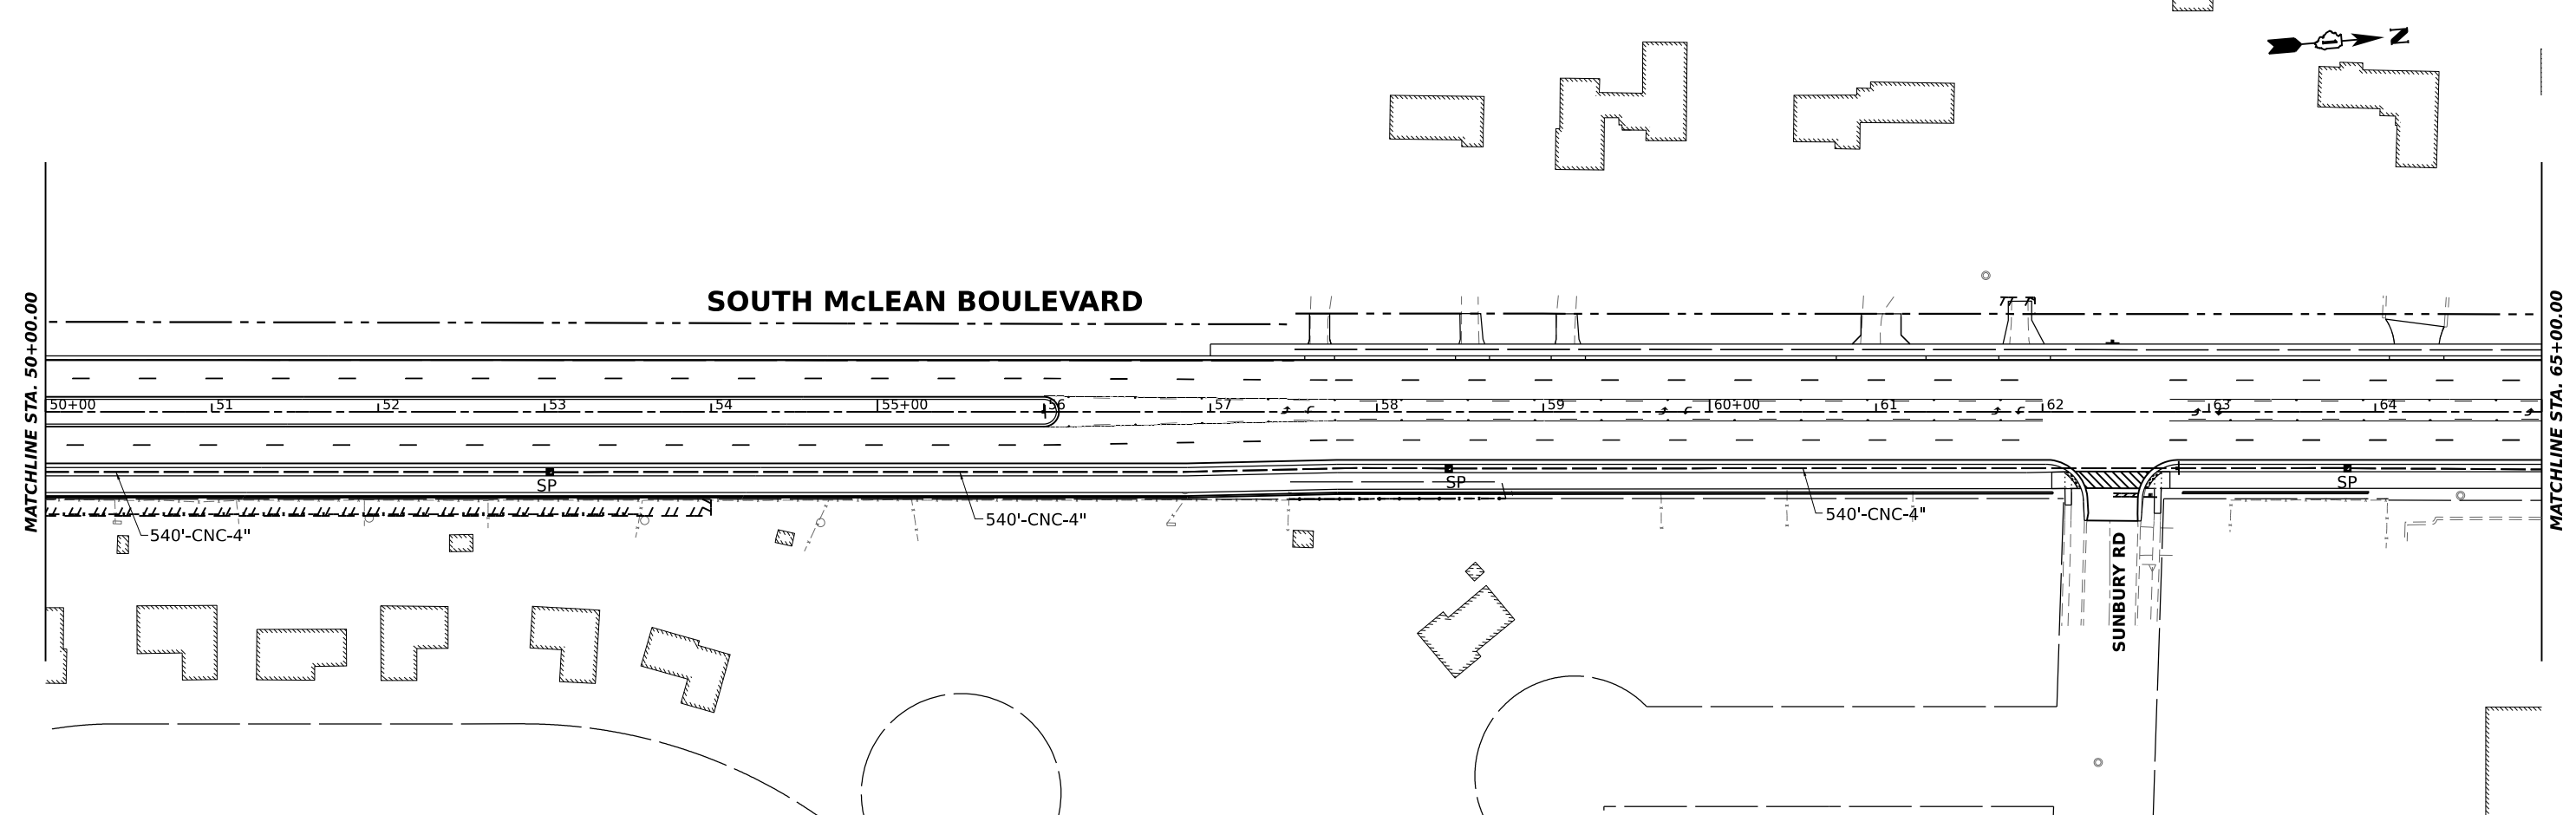 N
SOUTH McLEAN BOULEVARD
MATCHLINE STA. 50+00.00
MATCHLINE STA. 65+00.00
50+00 51 52 53 54 55+00 56 57 58 59 60+00 61 62 63 64
SP SP SP
540'-CNC-4" 540'-CNC-4" 540'-CNC-4"
SUNBURY RD